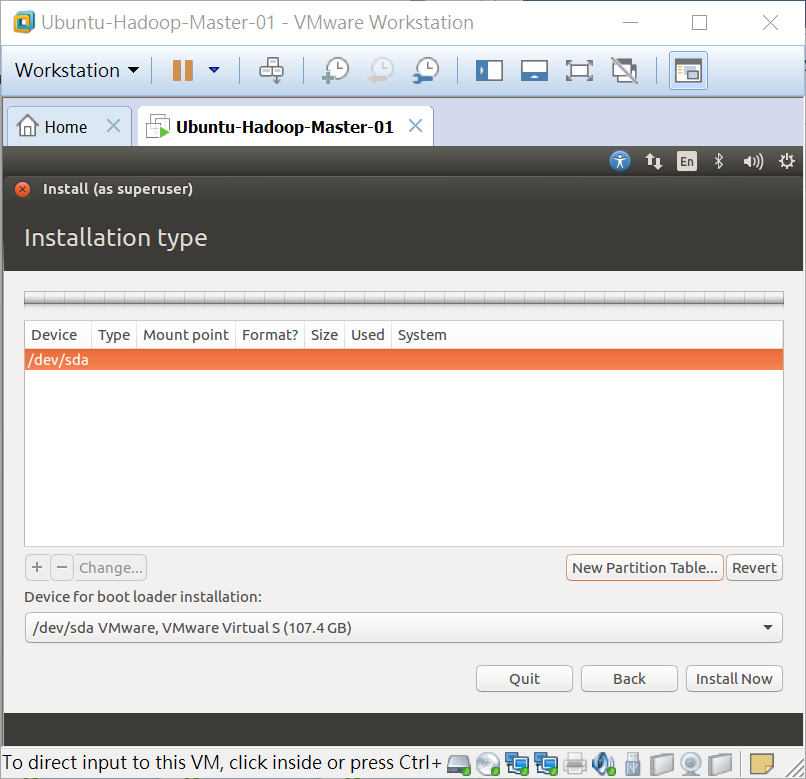 Ubuntu-Hadoop-Master-01 - VMware Workstation
Workstation
Home
Ubuntu-Hadoop-Master-01
En
Install (as superuser)
Installation type
Device Type Mount point Format? Size Used System
/dev/sda
+ − Change... New Partition Table... Revert
Device for boot loader installation:
/dev/sda VMware, VMware Virtual S (107.4 GB)
Quit Back Install Now
To direct input to this VM, click inside or press Ctrl+